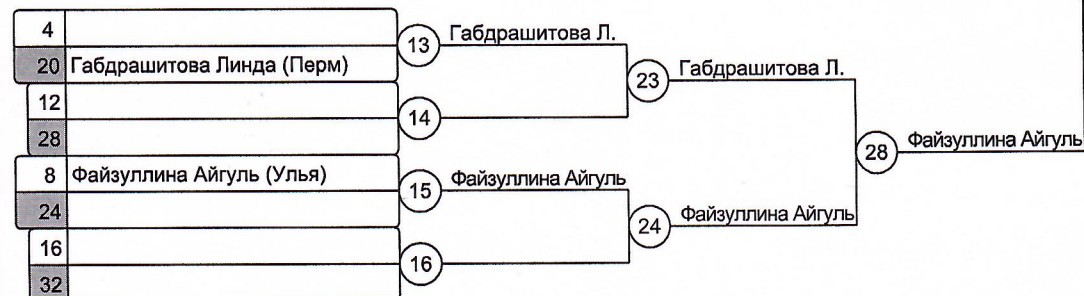 4
20 Габдрашитова Линда (Перм)
12
28
8 Файзуллина Айгуль (Улья)
24
16
32
13 Габдрашитова Л.
14
15 Файзуллина Айгуль
16
23 Габдрашитова Л.
24 Файзуллина Айгуль
28 Файзуллина Айгуль